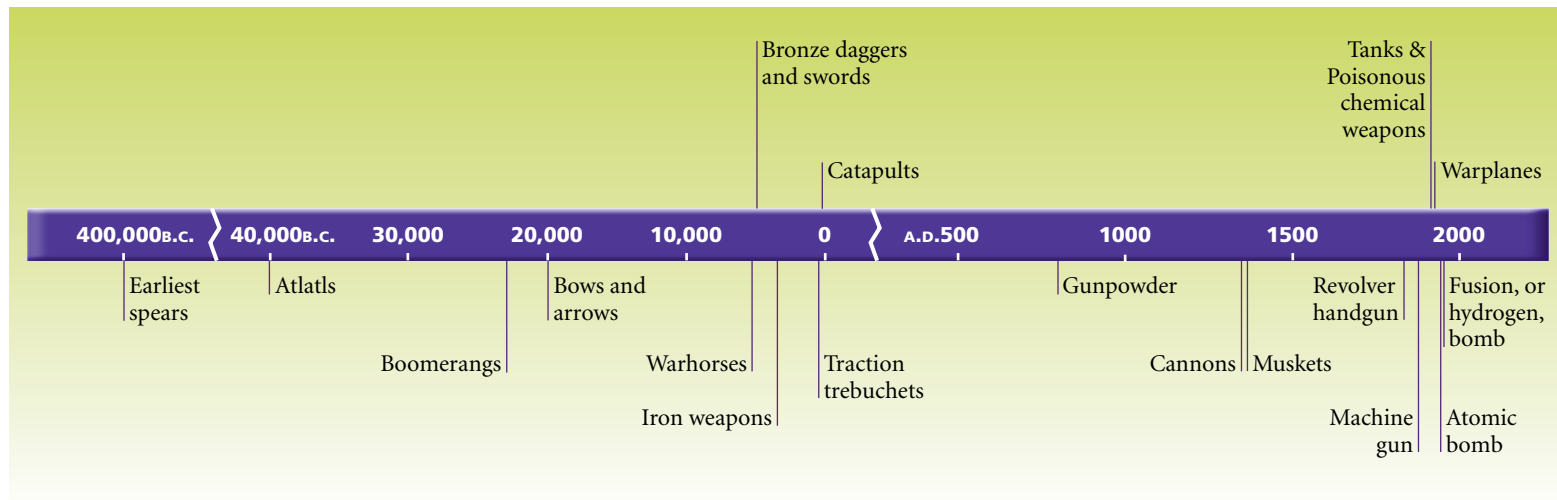 Bronze daggers
and swords
Tanks &
Poisonous
chemical
weapons
Catapults
Warplanes
400,000B.C. 40,000B.C. 30,000 20,000 10,000 0 A.D.500 1000 1500 2000
Earliest
spears
Atlatls
Bows and
arrows
Gunpowder
Revolver
handgun
Fusion, or
hydrogen,
bomb
Boomerangs
Warhorses
Traction
trebuchets
Cannons
Muskets
Iron weapons
Machine
gun
Atomic
bomb